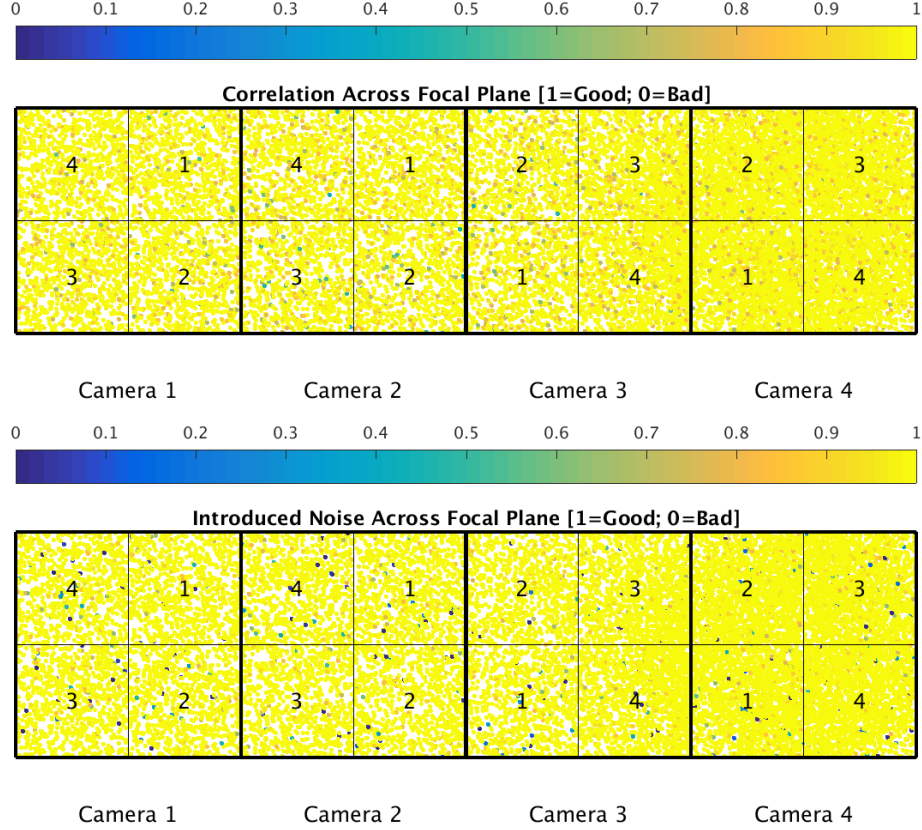 0 0.1 0.2 0.3 0.4 0.5 0.6 0.7 0.8 0.9 1
Correlation Across Focal Plane [1=Good; 0=Bad]
4 1 4 1 2 3 2 3
3 2 3 2 1 4 1 4
Camera 1 Camera 2 Camera 3 Camera 4
0 0.1 0.2 0.3 0.4 0.5 0.6 0.7 0.8 0.9 1
Introduced Noise Across Focal Plane [1=Good; 0=Bad]
4 1 4 1 2 3 2 3
3 2 3 2 1 4 1 4
Camera 1 Camera 2 Camera 3 Camera 4